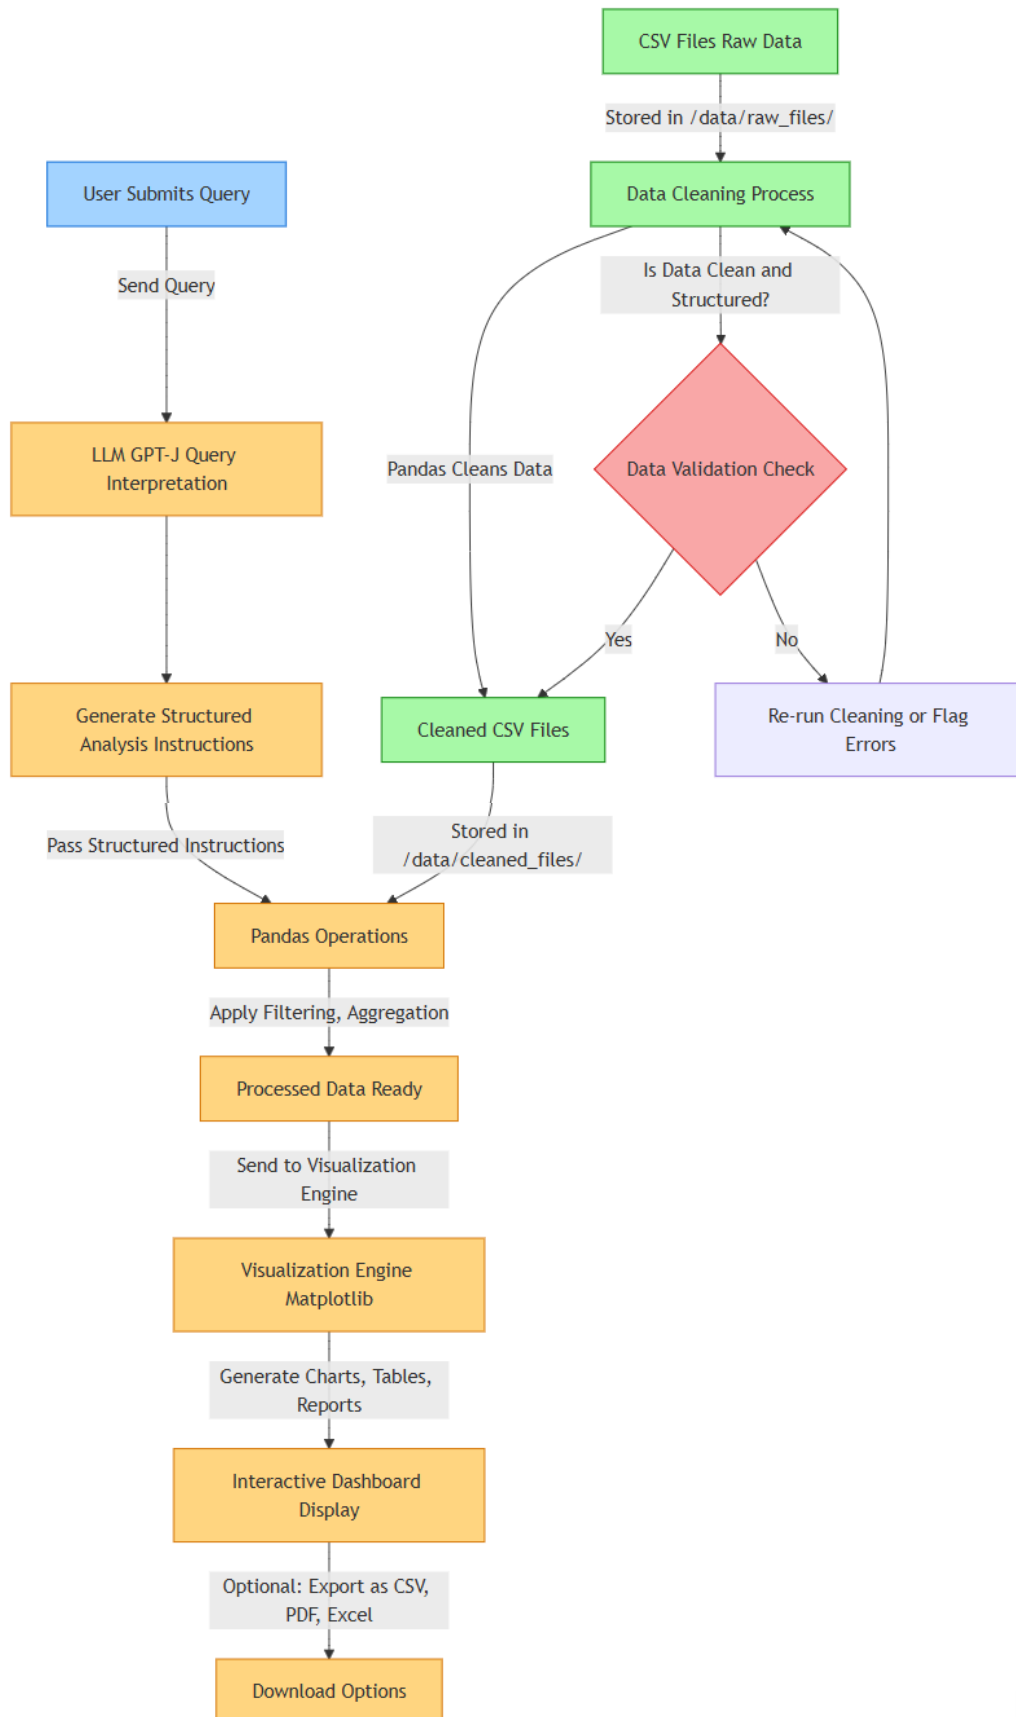 CSV Files Raw Data
Stored in /data/raw_files/
User Submits Query
Data Cleaning Process
Send Query
Is Data Clean and
Structured?
LLM GPT-J Query
Interpretation
Pandas Cleans Data
Data Validation Check
Yes
No
Generate Structured
Analysis Instructions
Cleaned CSV Files
Re-run Cleaning or Flag
Errors
Pass Structured Instructions
Stored in
/data/cleaned_files/
Pandas Operations
Apply Filtering, Aggregation
Processed Data Ready
Send to Visualization
Engine
Visualization Engine
Matplotlib
Generate Charts, Tables,
Reports
Interactive Dashboard
Display
Optional: Export as CSV,
PDF, Excel
Download Options